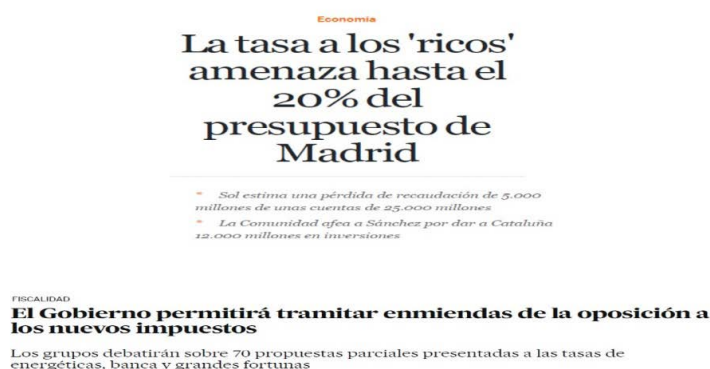 Economía
La tasa a los 'ricos'
amenaza hasta el
20% del
presupuesto de
Madrid
* Sol estima una pérdida de recaudación de 5.000
millones de unas cuentas de 25.000 millones
* La Comunidad afea a Sánchez por dar a Cataluña
12.000 millones en inversiones
FISCALIDAD
El Gobierno permitirá tramitar enmiendas de la oposición a
los nuevos impuestos
Los grupos debatirán sobre 70 propuestas parciales presentadas a las tasas de
energéticas, banca y grandes fortunas